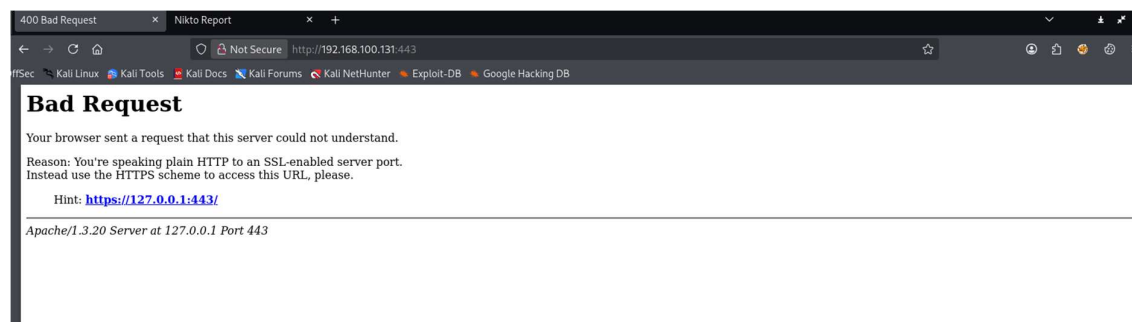 400 Bad Request
Nikto Report
Not Secure http://192.168.100.131:443
ffSec Kali Linux Kali Tools Kali Docs Kali Forums Kali NetHunter Exploit-DB Google Hacking DB
Bad Request
Your browser sent a request that this server could not understand.
Reason: You're speaking plain HTTP to an SSL-enabled server port.
Instead use the HTTPS scheme to access this URL, please.
Hint: https://127.0.0.1:443/
Apache/1.3.20 Server at 127.0.0.1 Port 443